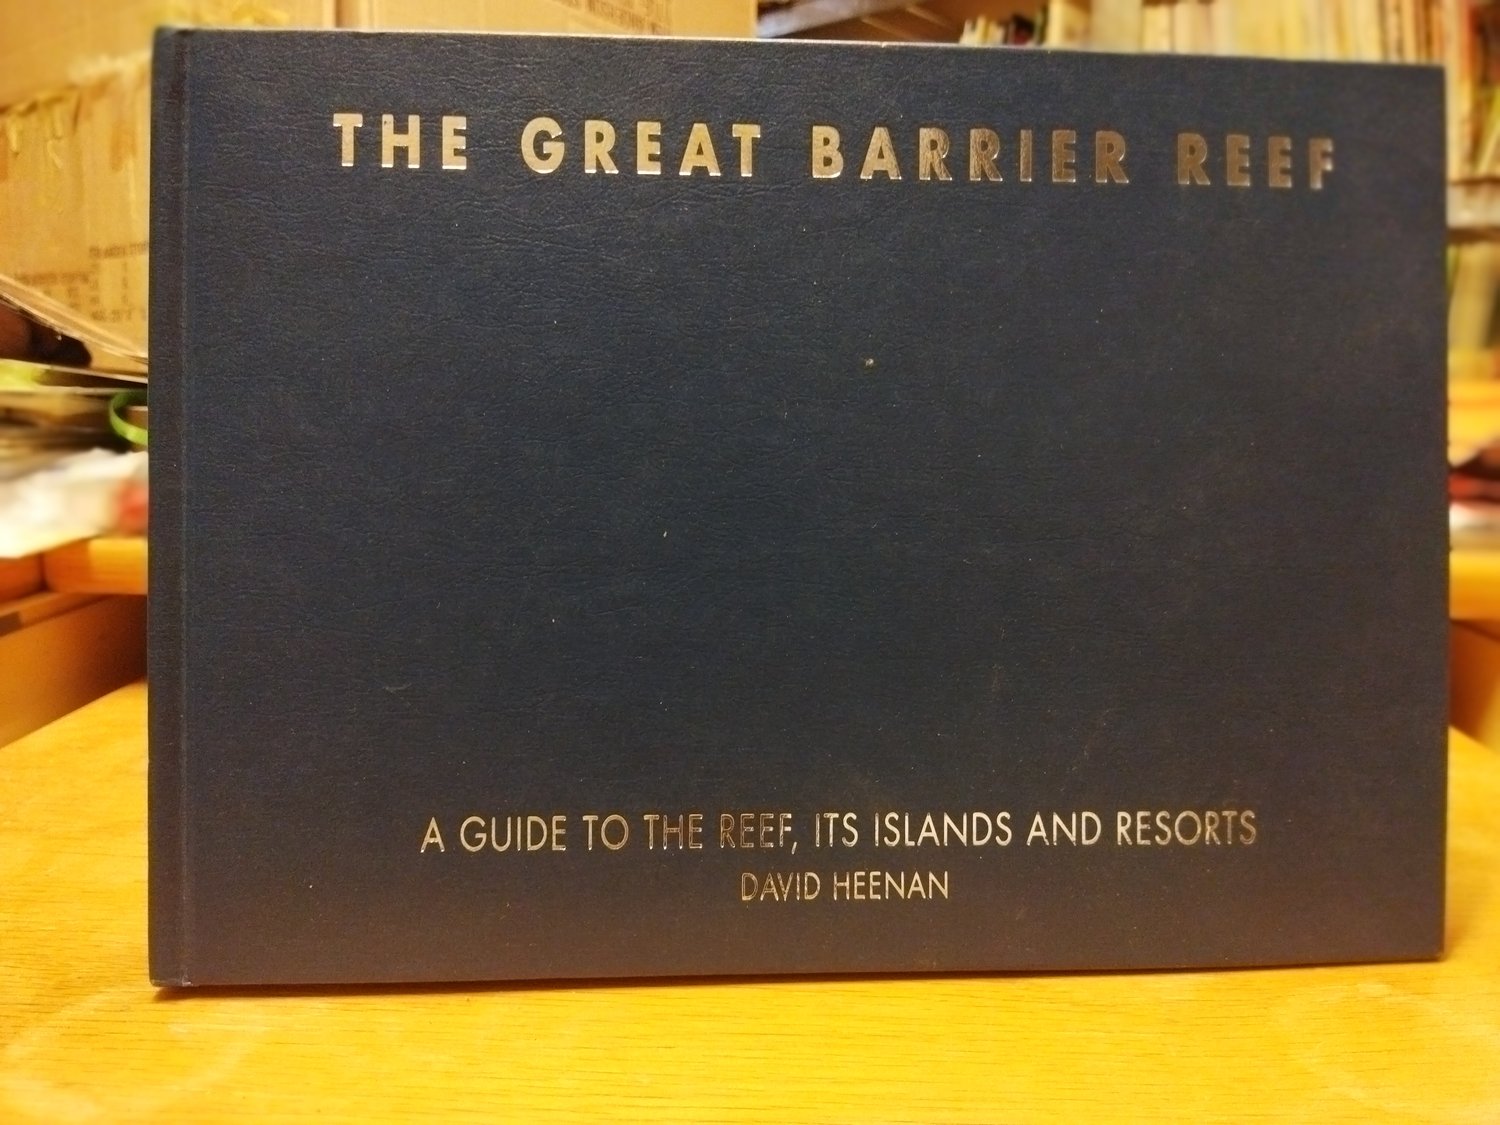 THE GREAT BARRIER REEF
A GUIDE TO THE REEF, ITS ISLANDS AND RESORTS
DAVID HEENAN